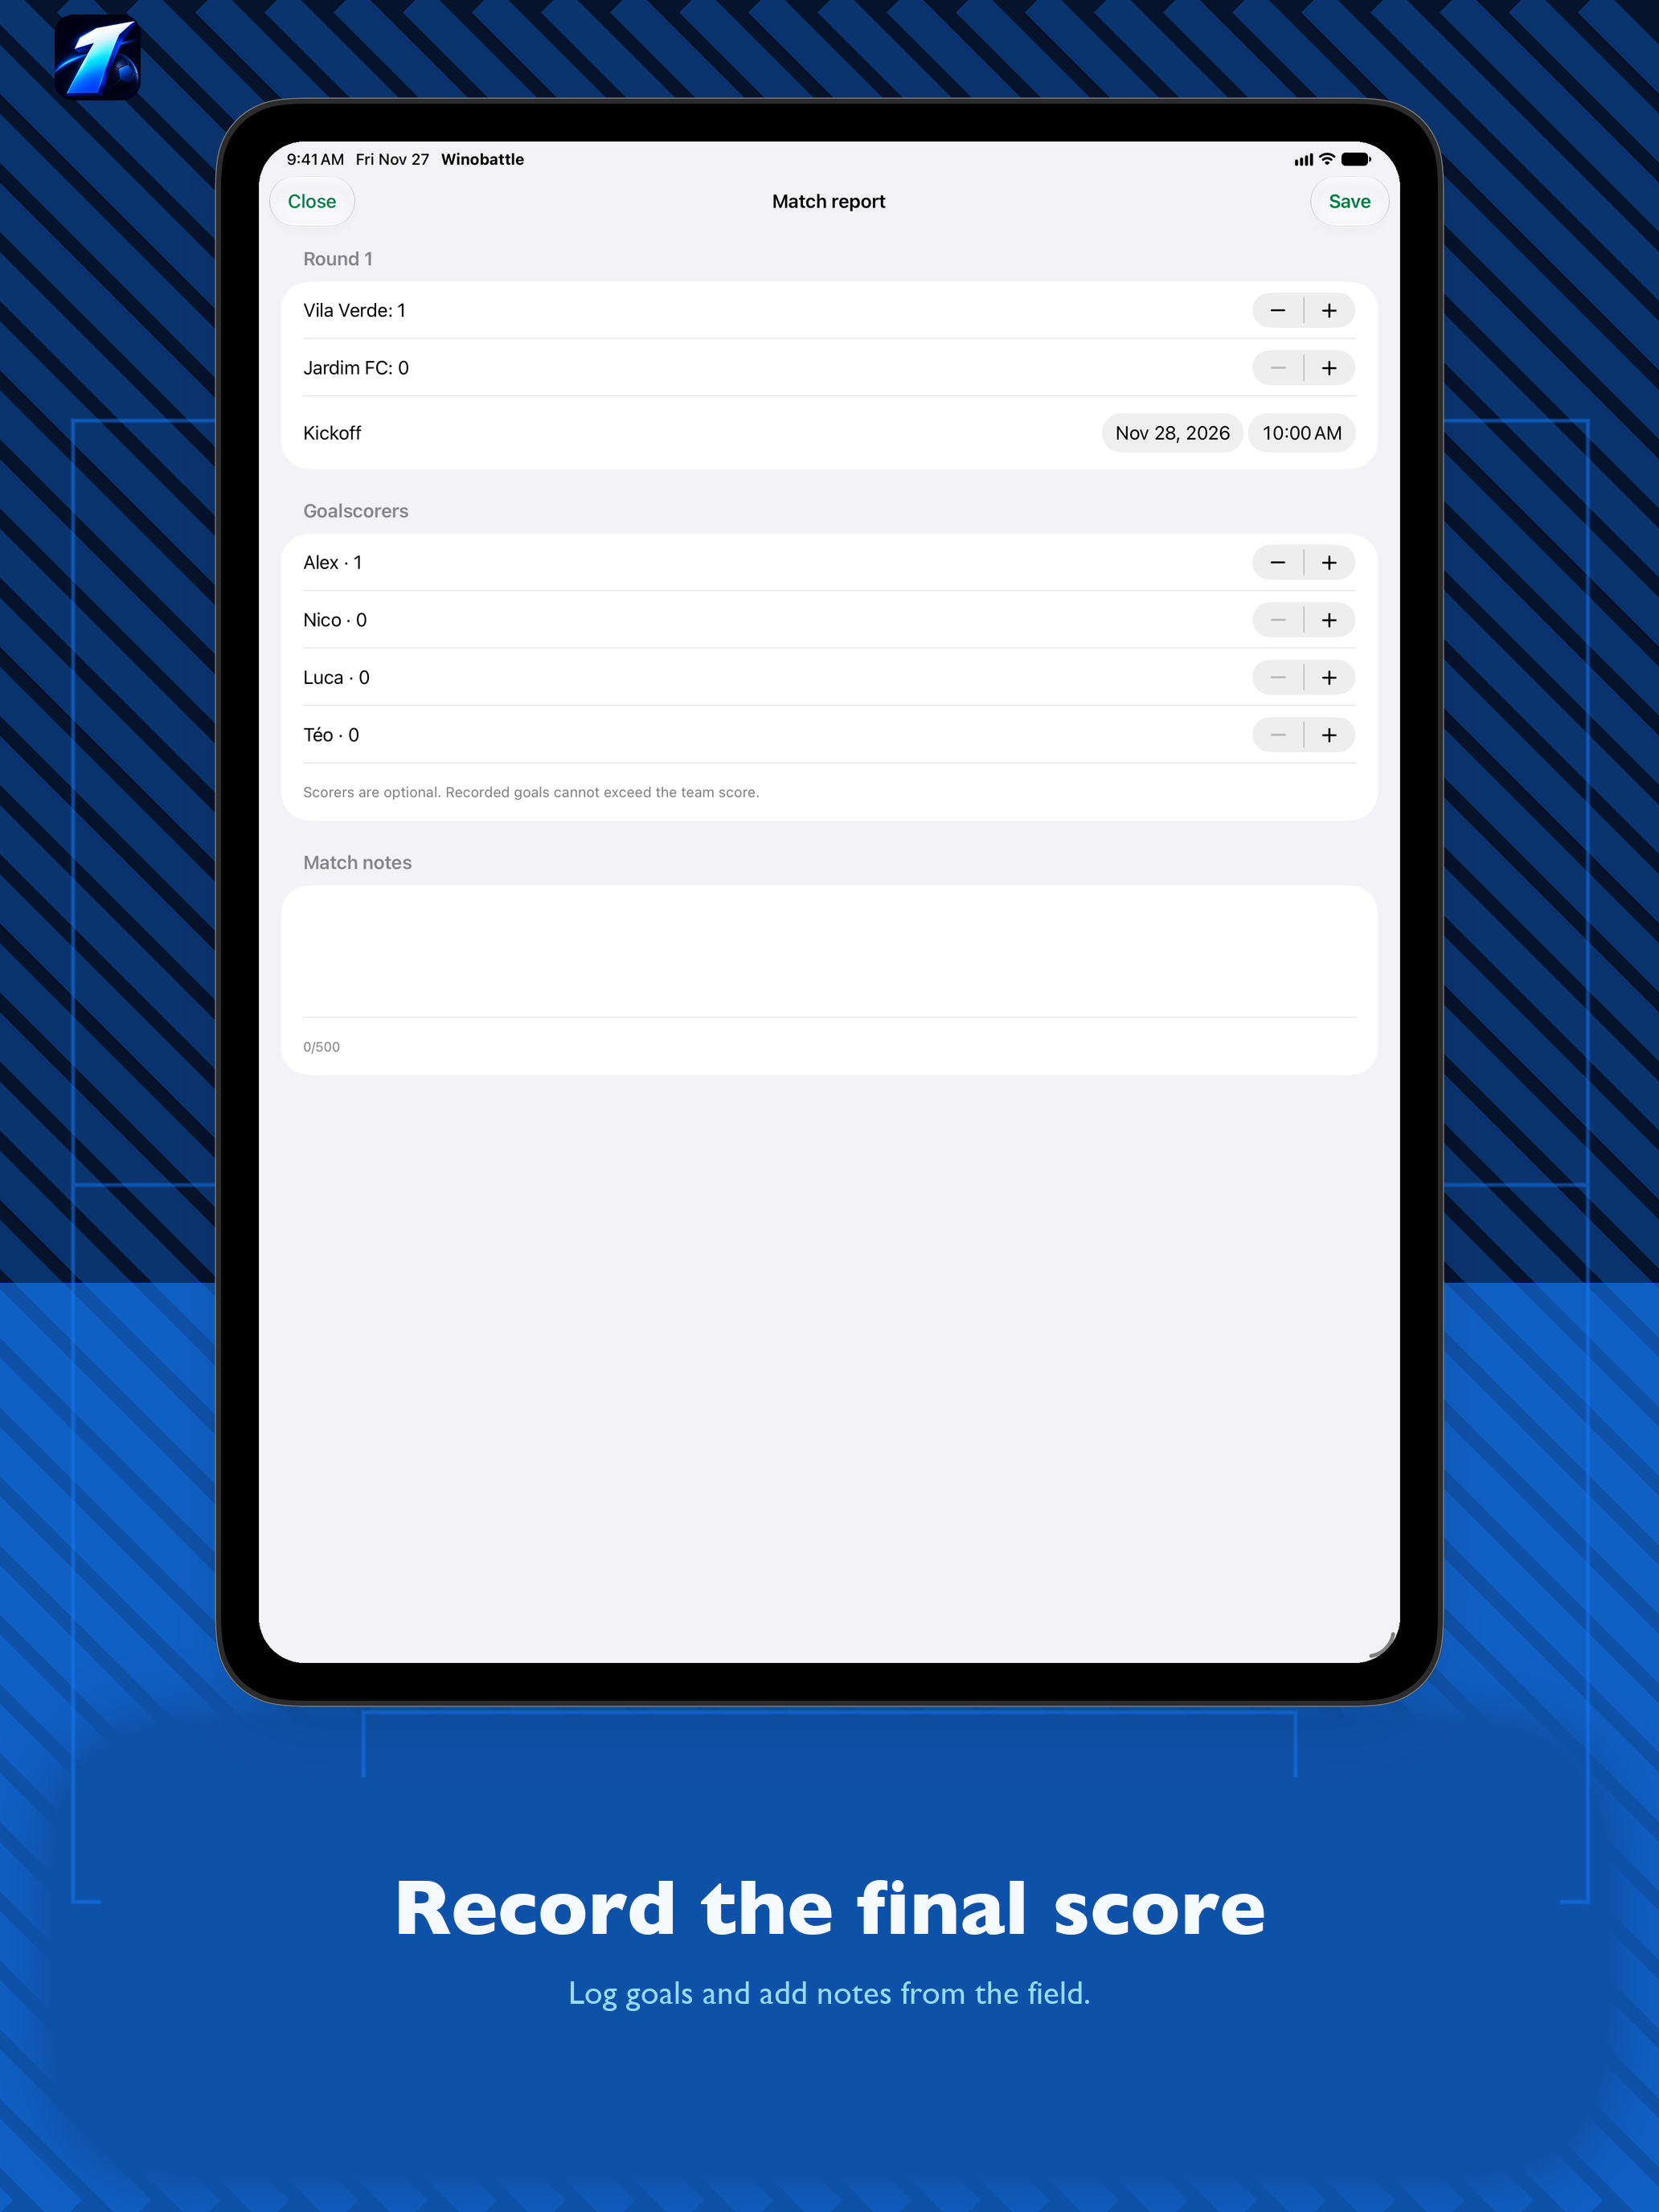 1
9:41 AM Fri Nov 27 Winobattle
Close Match report Save
Round 1
Vila Verde: 1
Jardim FC: 0
Kickoff Nov 28, 2026 10:00 AM
Goalscorers
Alex · 1
Nico · 0
Luca · 0
Téo · 0
Scorers are optional. Recorded goals cannot exceed the team score.
Match notes
0/500
Record the final score
Log goals and add notes from the field.